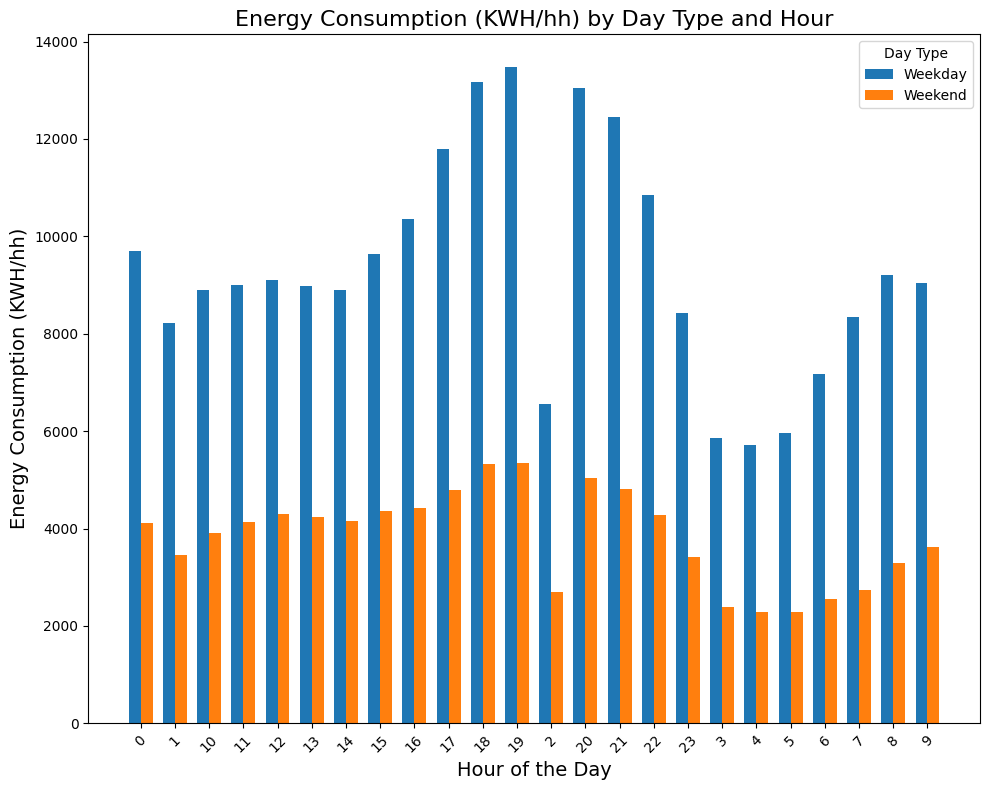 Energy Consumption (KWH/hh) by Day Type and Hour
Day Type
Weekday
Weekend
Energy Consumption (KWH/hh)
14000
12000
10000
8000
6000
4000
2000
0
0 1 10 11 12 13 14 15 16 17 18 19 2 20 21 22 23 3 4 5 6 7 8 9
Hour of the Day